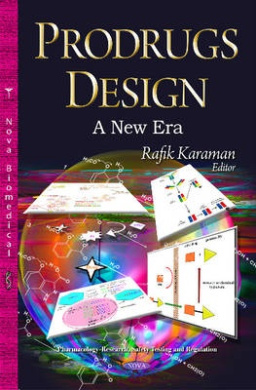 PRODRUGS
DESIGN
A New Era
Rafik Karaman
Editor
Nova Biomedical
Pharmacology-Research, Safety Testing and Regulation
NOVA